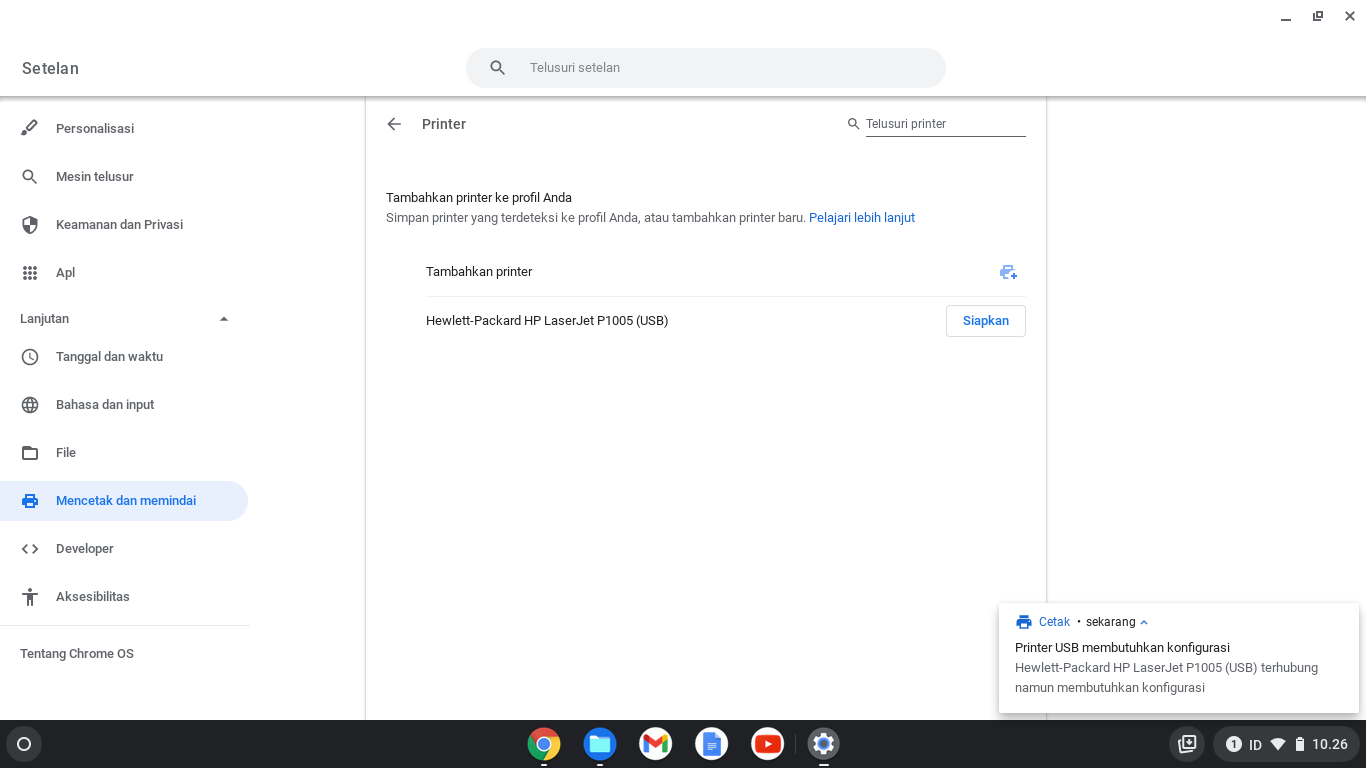 Setelan
Telusuri setelan
Personalisasi
Mesin telusur
Keamanan dan Privasi
Apl
Lanjutan
Tanggal dan waktu
Bahasa dan input
File
Mencetak dan memindai
Developer
Aksesibilitas
Tentang Chrome OS
Printer
Telusuri printer
Tambahkan printer ke profil Anda
Simpan printer yang terdeteksi ke profil Anda, atau tambahkan printer baru. Pelajari lebih lanjut
Tambahkan printer
Hewlett-Packard HP LaserJet P1005 (USB)
Siapkan
Cetak • sekarang
Printer USB membutuhkan konfigurasi
Hewlett-Packard HP LaserJet P1005 (USB) terhubung
namun membutuhkan konfigurasi
1 ID 10.26